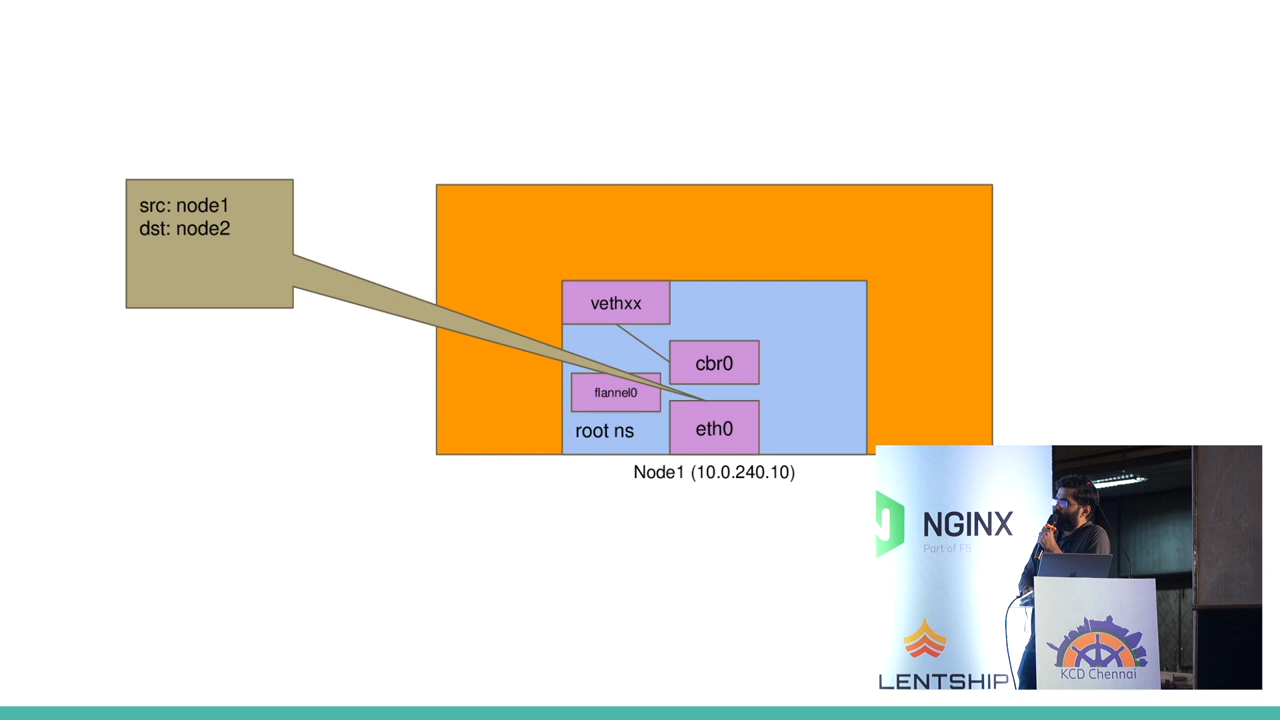 src: node1
dst: node2
vethxx
cbr0
flannel0
root ns
eth0
Node1 (10.0.240.10)
NGINX
Part of F5
LENTSHIP
KCD Chennai